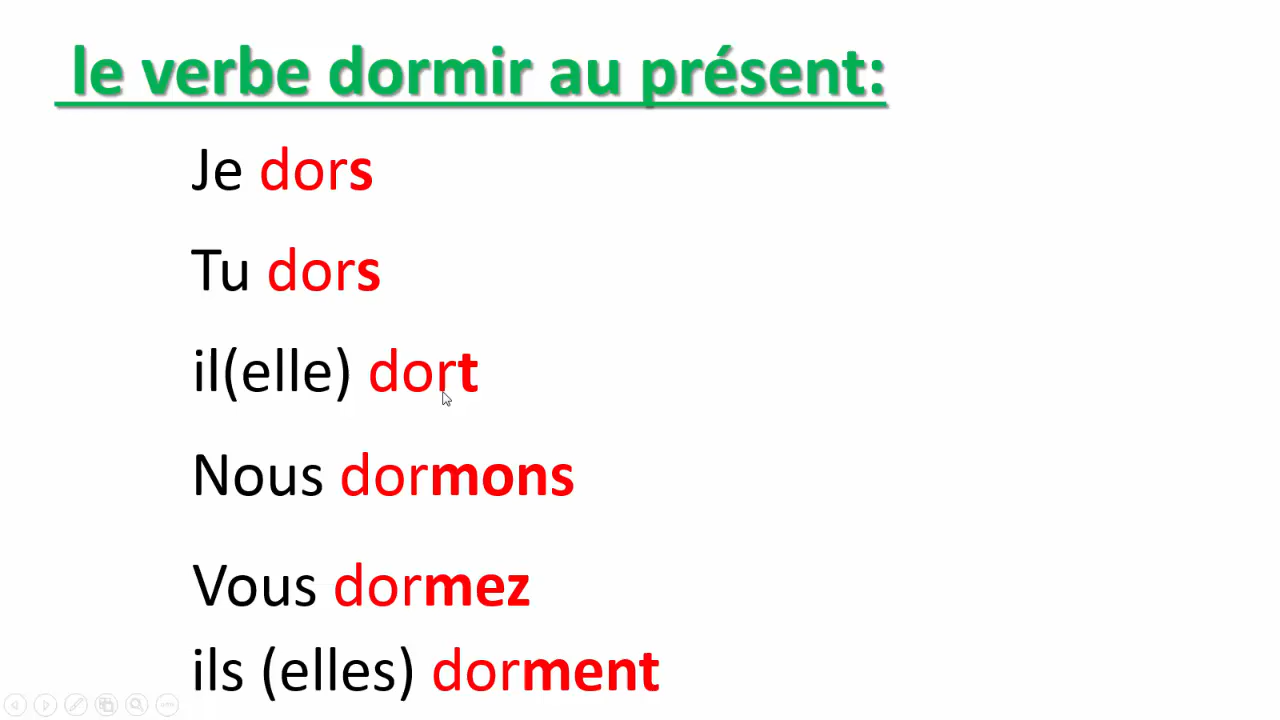 le verbe dormir au présent:
Je dors
Tu dors
il(elle) dort
Nous dormons
Vous dormez
ils (elles) dorment